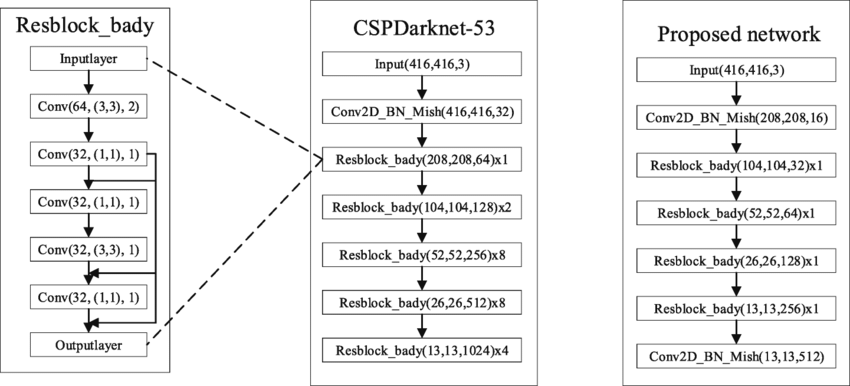 Resblock_bady
Inputlayer
Conv(64, (3,3), 2)
Conv(32, (1,1), 1)
Conv(32, (1,1), 1)
Conv(32, (3,3), 1)
Conv(32, (1,1), 1)
Outputlayer
CSPDarknet-53
Input(416,416,3)
Conv2D_BN_Mish(416,416,32)
Resblock_bady(208,208,64)x1
Resblock_bady(104,104,128)x2
Resblock_bady(52,52,256)x8
Resblock_bady(26,26,512)x8
Resblock_bady(13,13,1024)x4
Proposed network
Input(416,416,3)
Conv2D_BN_Mish(208,208,16)
Resblock_bady(104,104,32)x1
Resblock_bady(52,52,64)x1
Resblock_bady(26,26,128)x1
Resblock_bady(13,13,256)x1
Conv2D_BN_Mish(13,13,512)